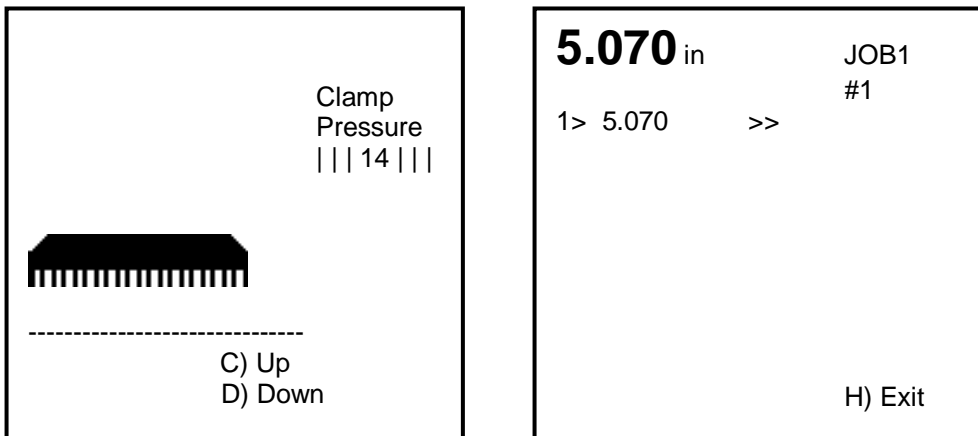 Clamp
Pressure
| | | 14 | | |
------------------------------
C) Up
D) Down
5.070 in
JOB1
#1
1> 5.070 >>
H) Exit